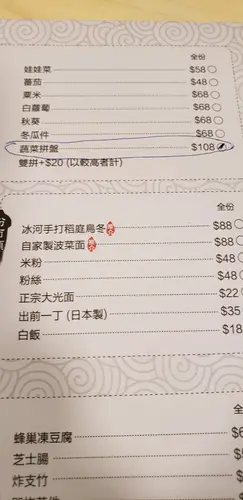 全份
娃娃菜 $58
蕃茄 $48
粟米 $68
白蘿蔔 $68
秋葵 $68
冬瓜件 $68
蔬菜拼盤 $108
雙拼+$20 (以較高者計)
全份
冰河手打稻庭烏冬 $88
自家製菠菜面 $88
米粉 $48
粉絲 $48
正宗大光面 $22
出前一丁 (日本製) $35
白飯 $18
全
蜂巢凍豆腐
芝士腸
炸支竹